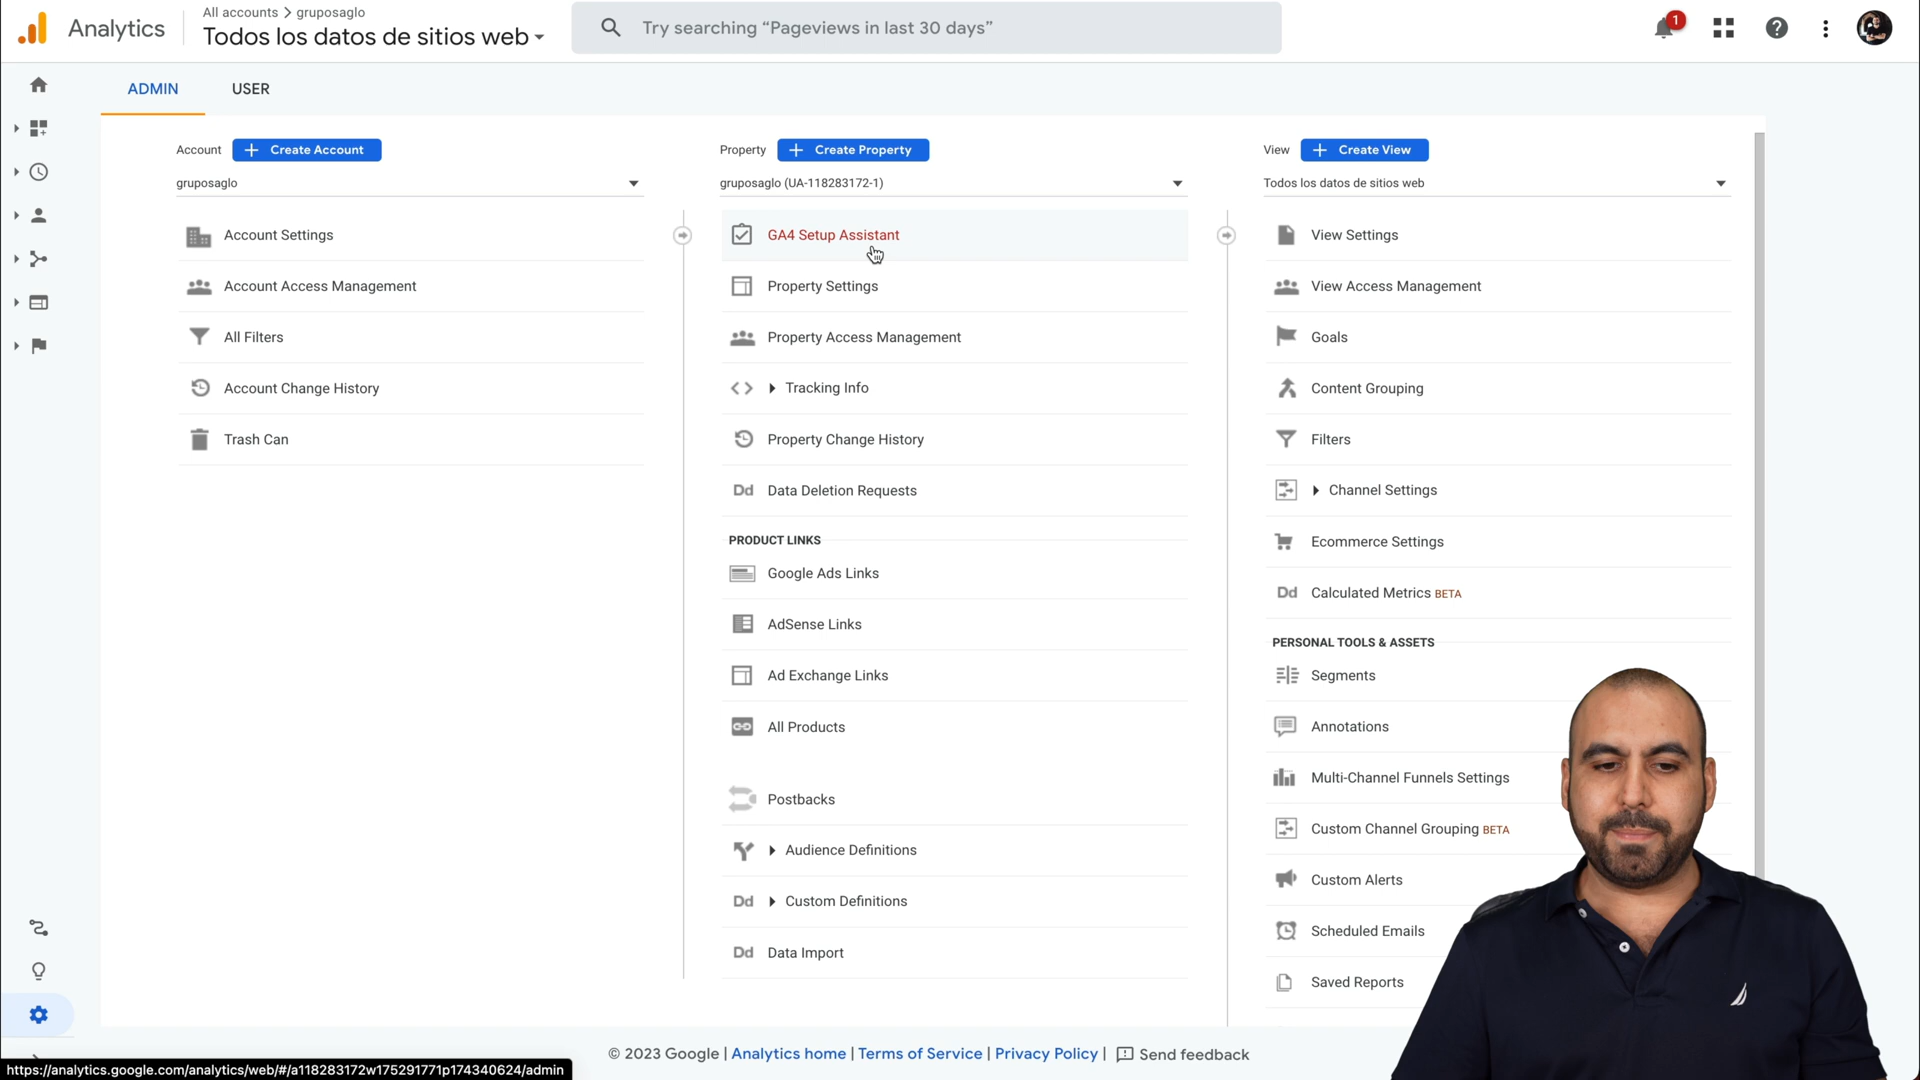 Analytics
All accounts > gruposaglo
Todos los datos de sitios web
Try searching “Pageviews in last 30 days”
1
ADMIN
USER
Account
+ Create Account
gruposaglo
Account Settings
Account Access Management
All Filters
Account Change History
Trash Can
Property
+ Create Property
gruposaglo (UA-118283172-1)
GA4 Setup Assistant
Property Settings
Property Access Management
Tracking Info
Property Change History
Dd Data Deletion Requests
PRODUCT LINKS
Google Ads Links
AdSense Links
Ad Exchange Links
All Products
Postbacks
Audience Definitions
Dd Custom Definitions
Dd Data Import
View
+ Create View
Todos los datos de sitios web
View Settings
View Access Management
Goals
Content Grouping
Filters
Channel Settings
Ecommerce Settings
Dd Calculated Metrics BETA
PERSONAL TOOLS & ASSETS
Segments
Annotations
Multi-Channel Funnels Settings
Custom Channel Grouping BETA
Custom Alerts
Scheduled Emails
Saved Reports
© 2023 Google | Analytics home | Terms of Service | Privacy Policy | Send feedback
https://analytics.google.com/analytics/web/#/a118283172w175291771p174340624/admin